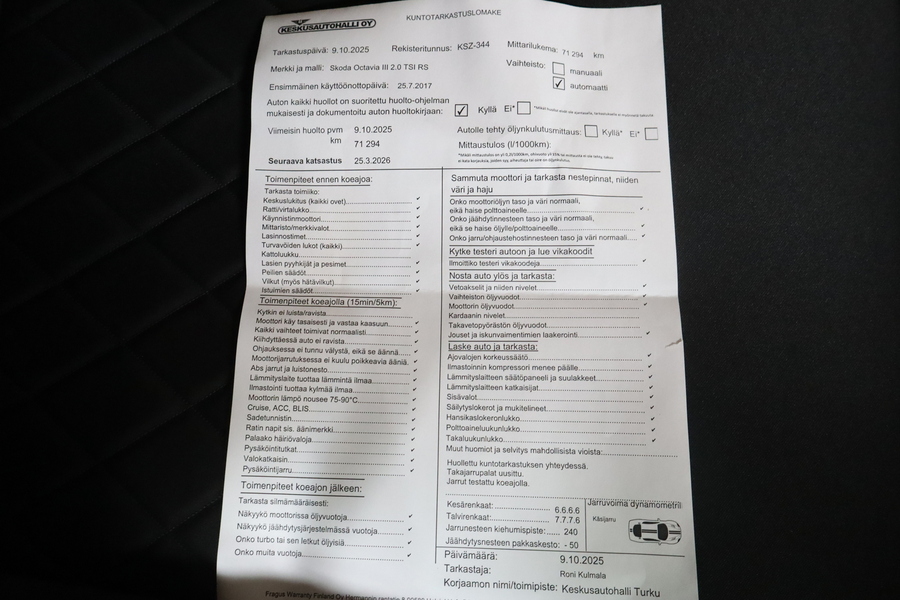 KESKUSAUTOHALLI OY
KUNTOTARKASTUSLOMAKE
Tarkastuspäivä: 9.10.2025 Rekisteritunnus: KSZ-344 Mittarilukema: 71 294 km
Merkki ja malli: Skoda Octavia III 2.0 TSI RS
Vaihteisto: manuaali
automaatti
Ensimmäinen käyttöönottopäivä: 25.7.2017
Auton kaikki huollot on suoritettu huolto-ohjelman
mukaisesti ja dokumentoitu auton huoltokirjaan: Kyllä Ei*
Viimeisin huolto pvm 9.10.2025
km 71 294
Seuraava katsastus 25.3.2026
Autolle tehty öljynkulutusmittaus: Kyllä* Ei
Mittaustulos (l/1000km):
Toimenpiteet ennen koeajoa:
Tarkasta toimiiko:
Keskuslukitus (kaikki ovet)
Ratti/virtalukko
Käynnistinmoottori
Mittaristo/merkkivalot
Lasinnostimet
Turvavöiden lukot (kaikki)
Kattoluukku
Lasien pyyhkijät ja pesimet
Peilien säädöt
Vilkut (myös hätävilkut)
Istuimien säädöt
Toimenpiteet koeajolla (15min/5km):
Kytkin ei luista/ravista
Moottori käy tasaisesti ja vastaa kaasuun
Kaikki vaihteet toimivat normaalisti
Kiihdyttäessä auto ei ravista
Ohjauksessa ei tunnu välystä, eikä se äännä
Moottorijarrutuksessa ei kuulu poikkeavia ääniä
Abs jarrut ja luistonesto
Lämmityslaite tuottaa lämmintä ilmaa
Ilmastointi tuottaa kylmää ilmaa
Moottorin lämpö nousee 75-90°C
Cruise, ACC, BLIS
Sadetunnistin
Ratin napit sis. äänimerkki
Palaako häiriövaloja
Pysäköintitutkat
Valokatkaisin
Pysäköintijarru
Toimenpiteet koeajon jälkeen:
Tarkasta silmämääräisesti:
Näkyykö moottorissa öljyvuotoja
Näkyykö jäähdytysjärjestelmässä vuotoja
Onko turbo tai sen letkut öljyisiä
Onko muita vuotoja
Sammuta moottori ja tarkasta nestepinnat, niiden
väri ja haju
Onko moottoriöljyn taso ja väri normaali,
eikä haise polttoaineelle
Onko jäähdytinnesteen taso ja väri normaali,
eikä se haise öljylle/polttoaineelle
Onko jarru/ohjaustehostinnesteen taso ja väri normaali
Kytke testeri autoon ja lue vikakoodit
Ilmoittiko testeri vikakoodeja
Nosta auto ylös ja tarkasta:
Vetoakselit ja niiden nivelet
Vaihteiston öljyvuodot
Moottorin öljyvuodot
Kardaanin nivelet
Takavetopyörästön öljyvuodot
Jouset ja iskunvaimentimien laakerointi
Laske auto ja tarkasta:
Ajovalojen korkeussäätö
Ilmastoinnin kompressori menee päälle
Lämmityslaitteen säätöpaneeli ja suulakkeet
Lämmityslaitteen katkaisijat
Sisävalot
Säilytyslokerot ja mukitelineet
Hansikaslokeronlukko
Polttoaineluukunlukko
Takaluukunlukko
Muut huomiot ja selvitys mahdollisista vioista:
Huollettu kuntotarkastuksen yhteydessä.
Takajarrupalat uusittu.
Jarrut testattu koeajolla.
Kesärenkaat: 6.6.6.6
Talvirenkaat: 7.7.7.6
Jarrunesteen kiehumispiste: 240
Jäähdytysnesteen pakkaskesto: - 50
Jarruvoima dynamometril
Käsijarru
Päivämäärä: 9.10.2025
Tarkastaja: Roni Kulmala
Korjaamon nimi/toimipiste: Keskusautohalli Turku